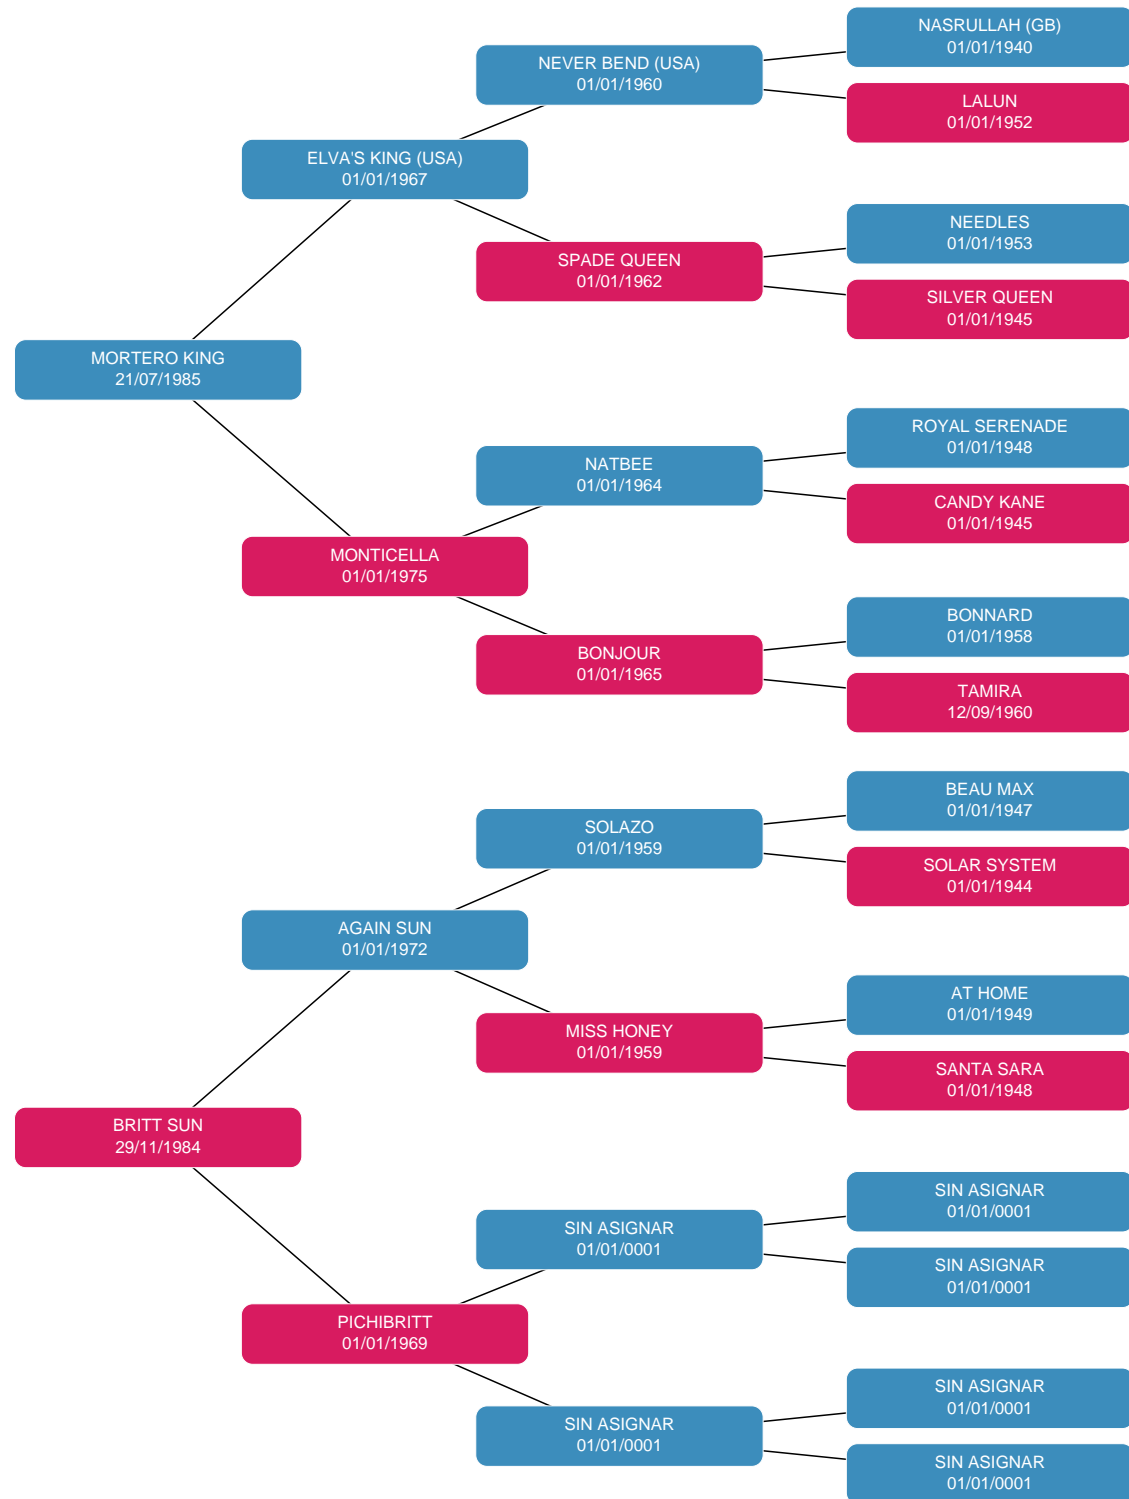 NASRULLAH (GB)
01/01/1940
NEVER BEND (USA)
01/01/1960
LALUN
01/01/1952
ELVA'S KING (USA)
01/01/1967
NEEDLES
01/01/1953
SPADE QUEEN
01/01/1962
SILVER QUEEN
01/01/1945
MORTERO KING
21/07/1985
ROYAL SERENADE
01/01/1948
NATBEE
01/01/1964
CANDY KANE
01/01/1945
MONTICELLA
01/01/1975
BONNARD
01/01/1958
BONJOUR
01/01/1965
TAMIRA
12/09/1960
BEAU MAX
01/01/1947
SOLAZO
01/01/1959
SOLAR SYSTEM
01/01/1944
AGAIN SUN
01/01/1972
AT HOME
01/01/1949
MISS HONEY
01/01/1959
SANTA SARA
01/01/1948
BRITT SUN
29/11/1984
SIN ASIGNAR
01/01/0001
SIN ASIGNAR
01/01/0001
SIN ASIGNAR
01/01/0001
PICHIBRITT
01/01/1969
SIN ASIGNAR
01/01/0001
SIN ASIGNAR
01/01/0001
SIN ASIGNAR
01/01/0001